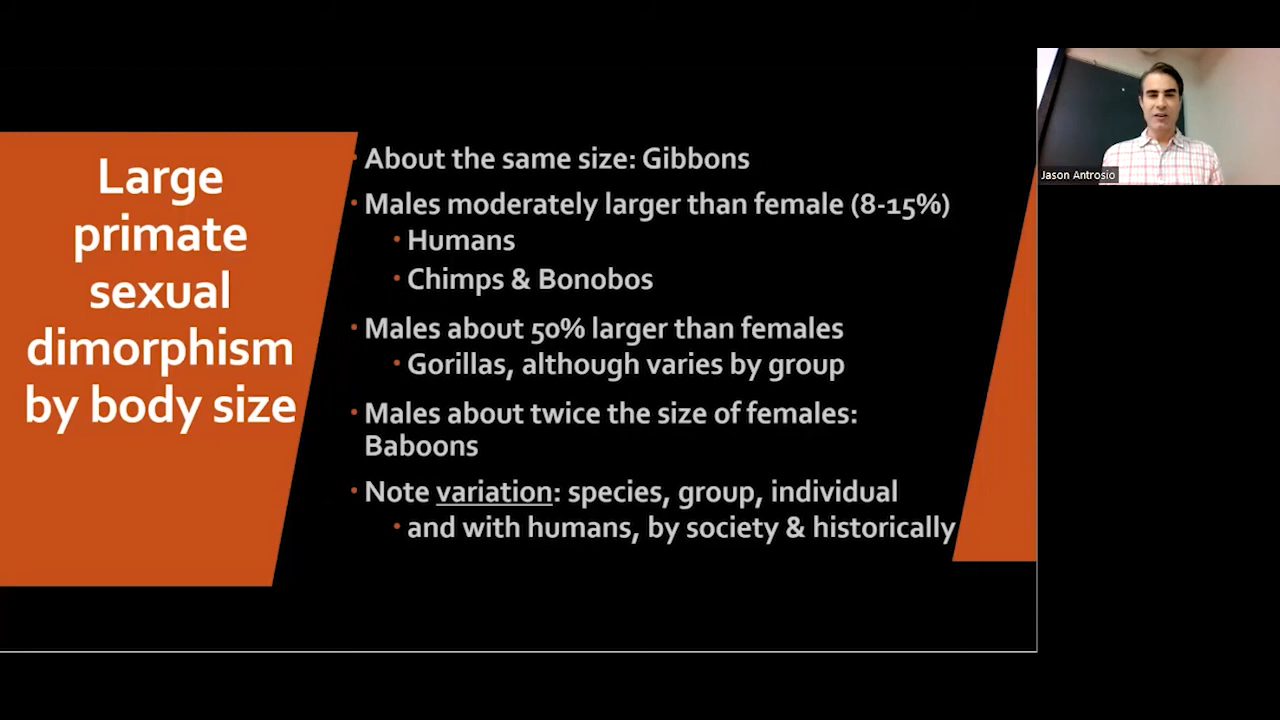 Large
primate
sexual
dimorphism
by body size
About the same size: Gibbons
Males moderately larger than female (8-15%)
Humans
Chimps & Bonobos
Males about 50% larger than females
Gorillas, although varies by group
Males about twice the size of females:
Baboons
Note variation: species, group, individual
and with humans, by society & historically
Jason Antrosio